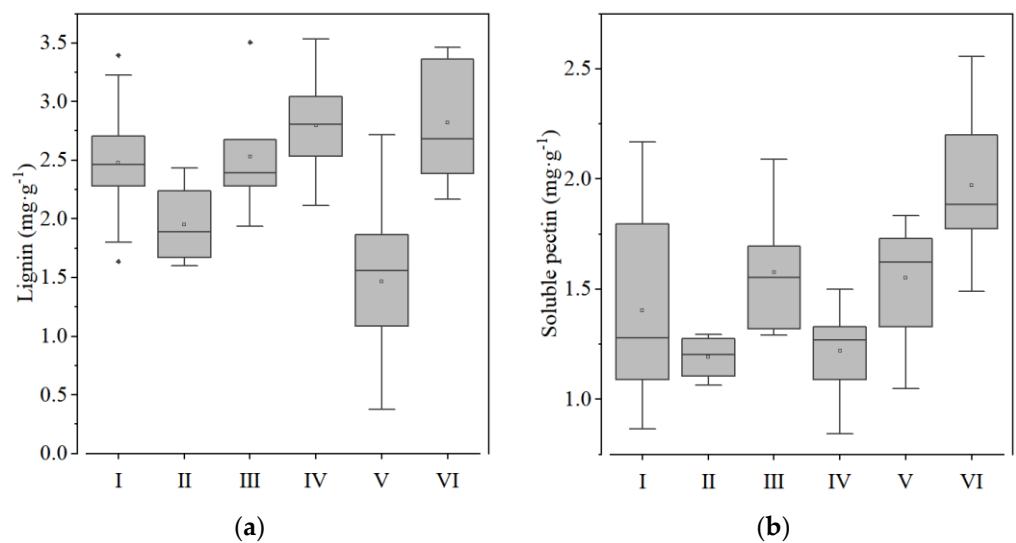 Lignin (mg·g⁻¹)
3.5
3.0
2.5
2.0
1.5
1.0
0.5
0.0
I II III IV V VI
(a)
Soluble pectin (mg·g⁻¹)
2.5
2.0
1.5
1.0
I II III IV V VI
(b)